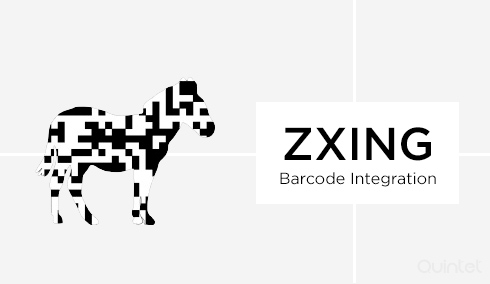 ZXING
Barcode Integration
Quintet